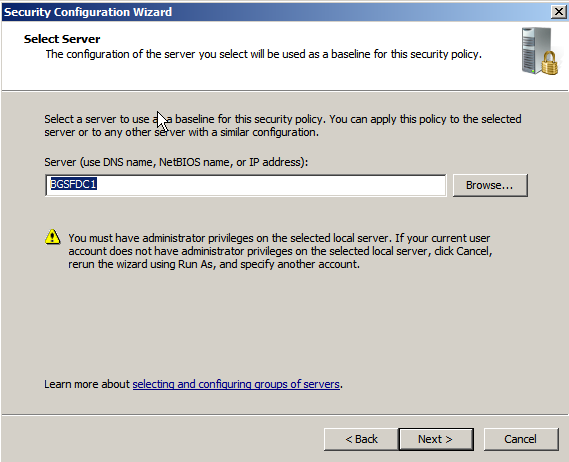 Security Configuration Wizard
Select Server
The configuration of the server you select will be used as a baseline for this security policy.
Select a server to use as a baseline for this security policy. You can apply this policy to the selected
server or to any other server with a similar configuration.
Server (use DNS name, NetBIOS name, or IP address):
BGSFDC1
Browse...
You must have administrator privileges on the selected local server. If your current user
account does not have administrator privileges on the selected local server, click Cancel,
rerun the wizard using Run As, and specify another account.
Learn more about selecting and configuring groups of servers.
< Back
Next >
Cancel